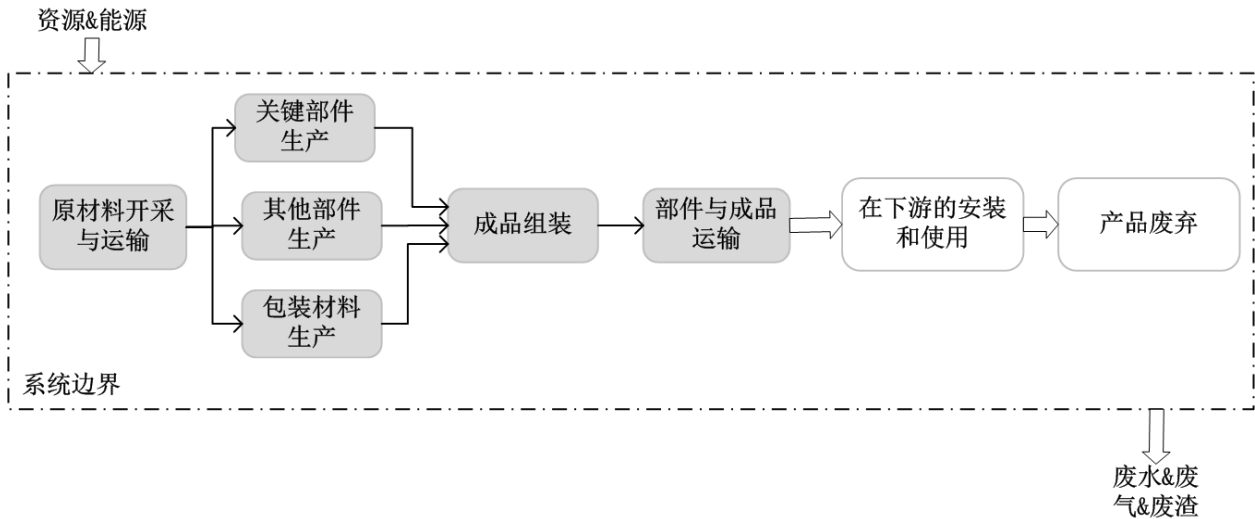 资源&能源
关键部件
生产
原材料开采
与运输
其他部件
生产
包装材料
生产
成品组装
部件与成品
运输
在下游的安装
和使用
产品废弃
系统边界
废水&废
气&废渣